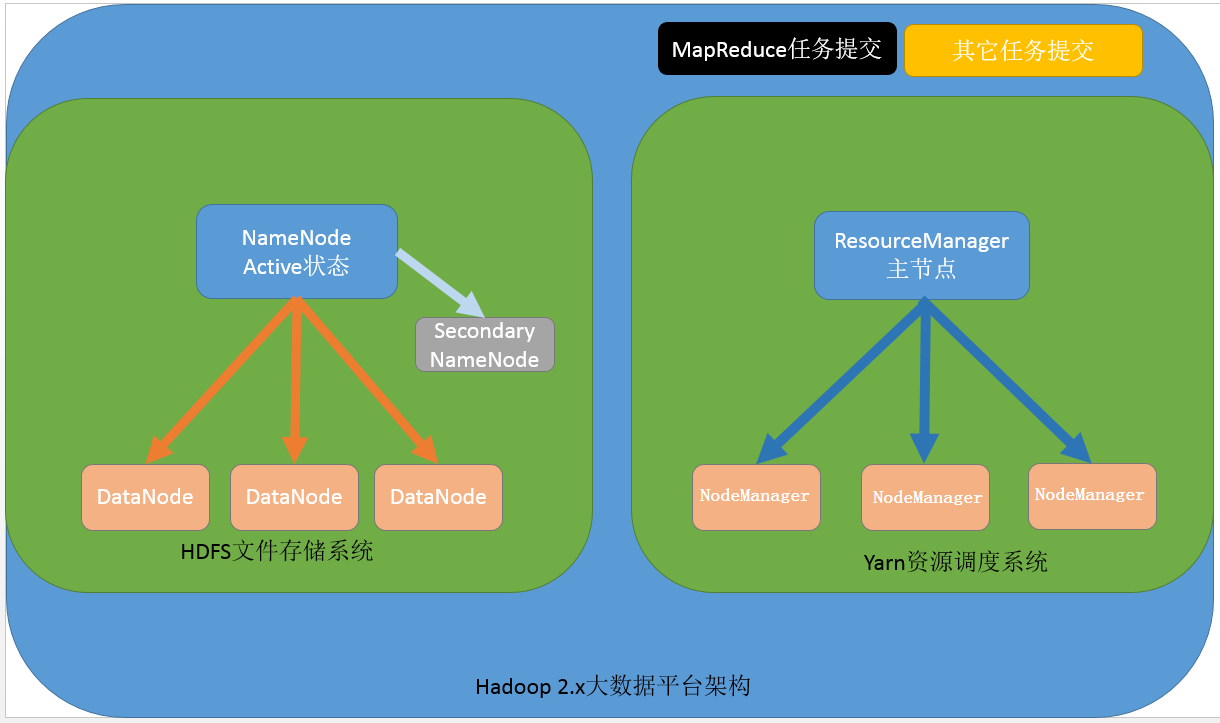 MapReduce任务提交
其它任务提交
NameNode
Active状态
Secondary
NameNode
DataNode
DataNode
DataNode
HDFS文件存储系统
ResourceManager
主节点
NodeManager
NodeManager
NodeManager
Yarn资源调度系统
Hadoop 2.x大数据平台架构